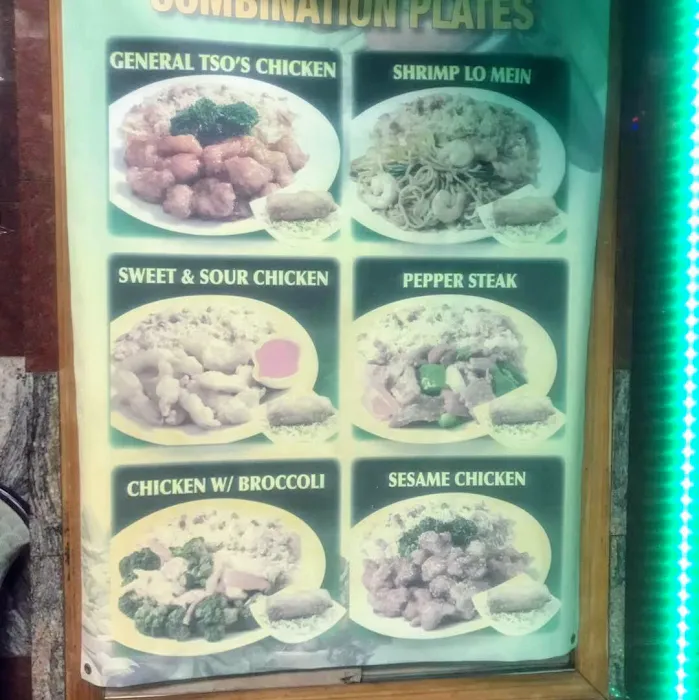 COMBINATION PLATES
GENERAL TSO'S CHICKEN
SHRIMP LO MEIN
SWEET & SOUR CHICKEN
PEPPER STEAK
CHICKEN W/ BROCCOLI
SESAME CHICKEN